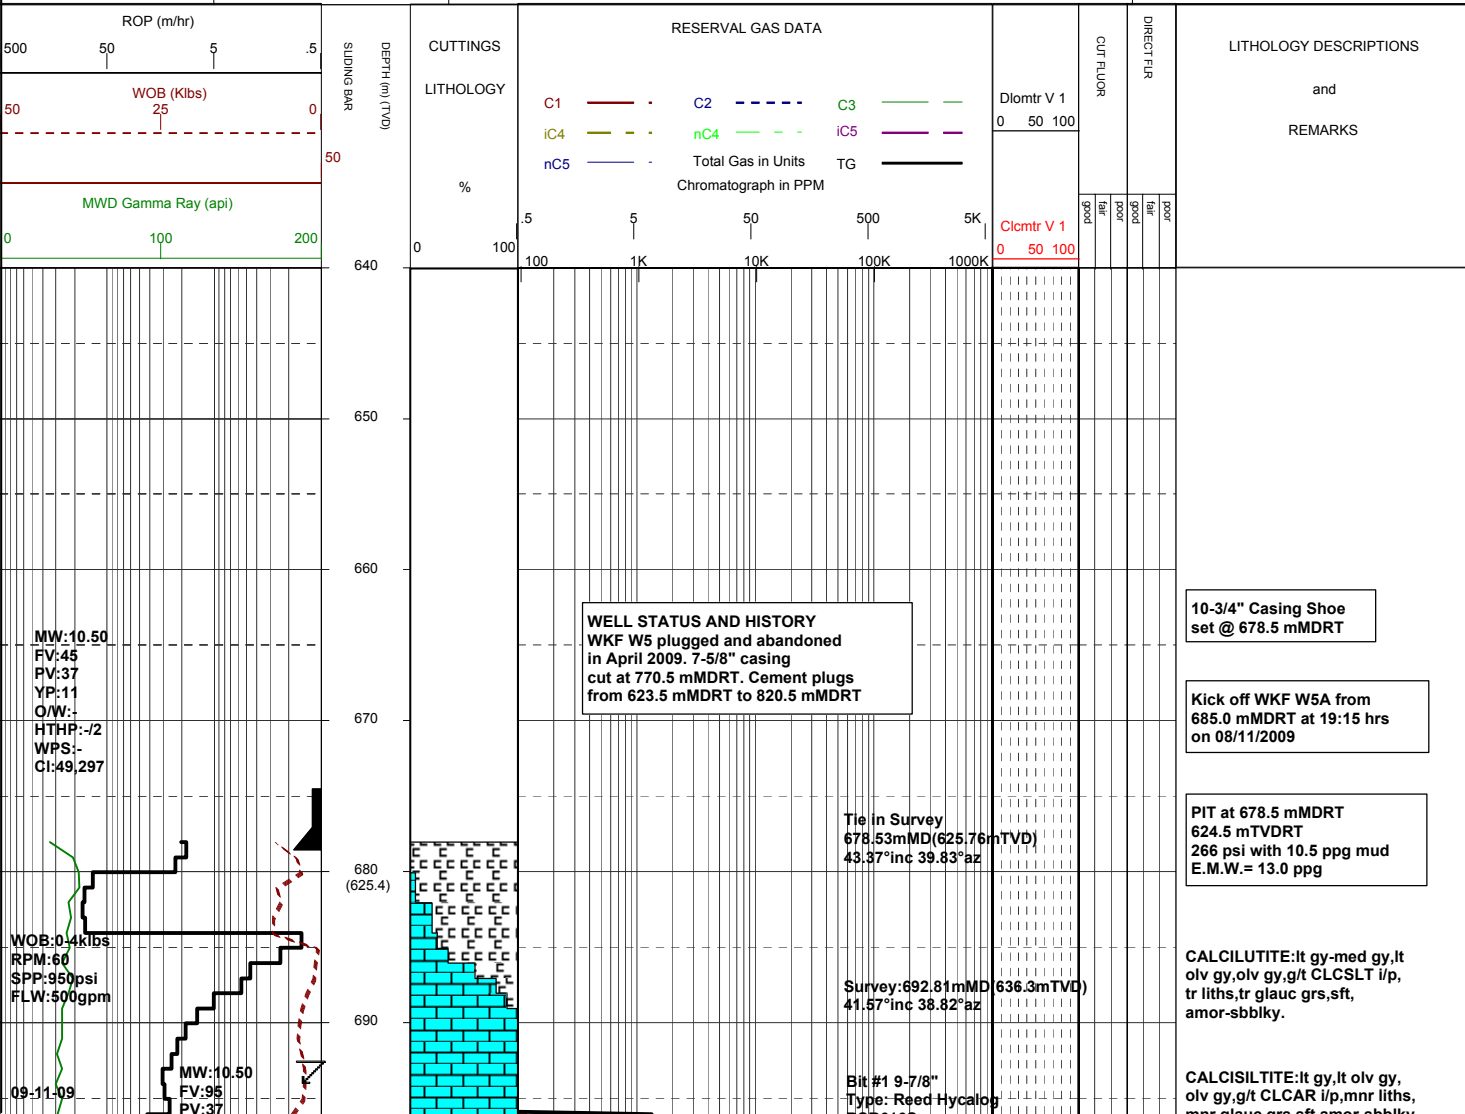 ROP (m/hr)
500 50 5 .5
WOB (Klbs)
50 25 0
50
MWD Gamma Ray (api)
0 100 200
SLIDING BAR
DEPTH (m) (TVD)
CUTTINGS
LITHOLOGY
%
0 100
RESERVAL GAS DATA
C1 C2 C3
iC4 nC4 iC5
nC5 Total Gas in Units TG
Chromatograph in PPM
.5 5 50 500 5K
100 1K 10K 100K 1000K
Dlomtr V 1
0 50 100
Clcmtr V 1
0 50 100
CUT FLUOR
DIRECT FLR
good fair poor good fair poor
LITHOLOGY DESCRIPTIONS
and
REMARKS
640
650
660
670
680
(625.4)
690
MW:10.50
FV:45
PV:37
YP:11
O/W:-
HTHP:-/2
WPS:-
Cl:49,297
WOB:0-4klbs
RPM:60
SPP:950psi
FLW:500gpm
09-11-09
MW:10.50
FV:95
PV:37
WELL STATUS AND HISTORY
WKF W5 plugged and abandoned
in April 2009. 7-5/8" casing
cut at 770.5 mMDRT. Cement plugs
from 623.5 mMDRT to 820.5 mMDRT
Tie in Survey
678.53mMD(625.76mTVD)
43.37°inc 39.83°az
Survey:692.81mMD(636.3mTVD)
41.57°inc 38.82°az
Bit #1 9-7/8"
Type: Reed Hycalog
10-3/4" Casing Shoe
set @ 678.5 mMDRT
Kick off WKF W5A from
685.0 mMDRT at 19:15 hrs
on 08/11/2009
PIT at 678.5 mMDRT
624.5 mTVDRT
266 psi with 10.5 ppg mud
E.M.W.= 13.0 ppg
CALCILUTITE:lt gy-med gy,lt
olv gy,olv gy,g/t CLCSLT i/p,
tr liths,tr glauc grs,sft,
amor-sbblky.
CALCISILTITE:lt gy,lt olv gy,
olv gy,g/t CLCAR i/p,mnr liths,
mnr glauc grs,sft,amor-sbblky